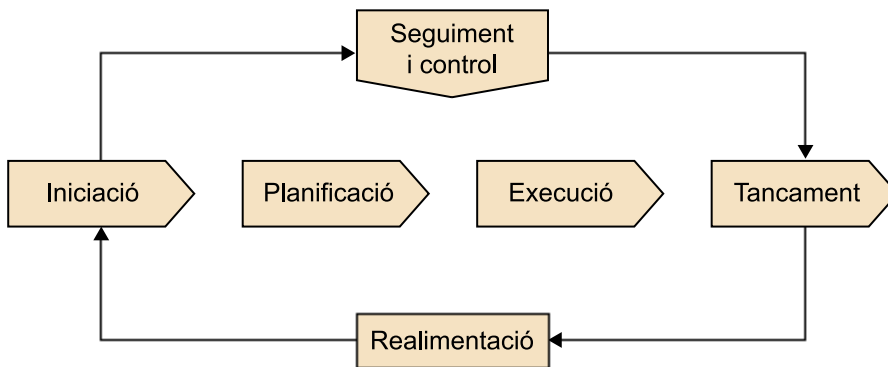 Seguiment
i control
Iniciació
Planificació
Execució
Tancament
Realimentació